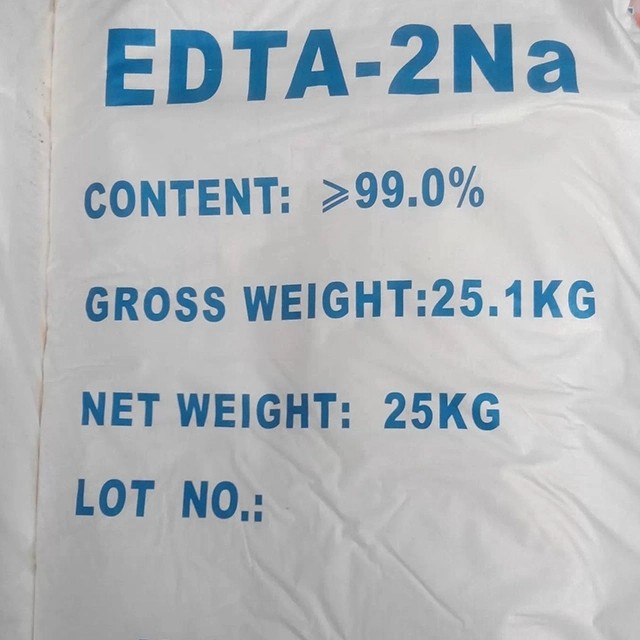 EDTA-2Na
CONTENT: ⩾99.0%
GROSS WEIGHT:25.1KG
NET WEIGHT: 25KG
LOT NO.: